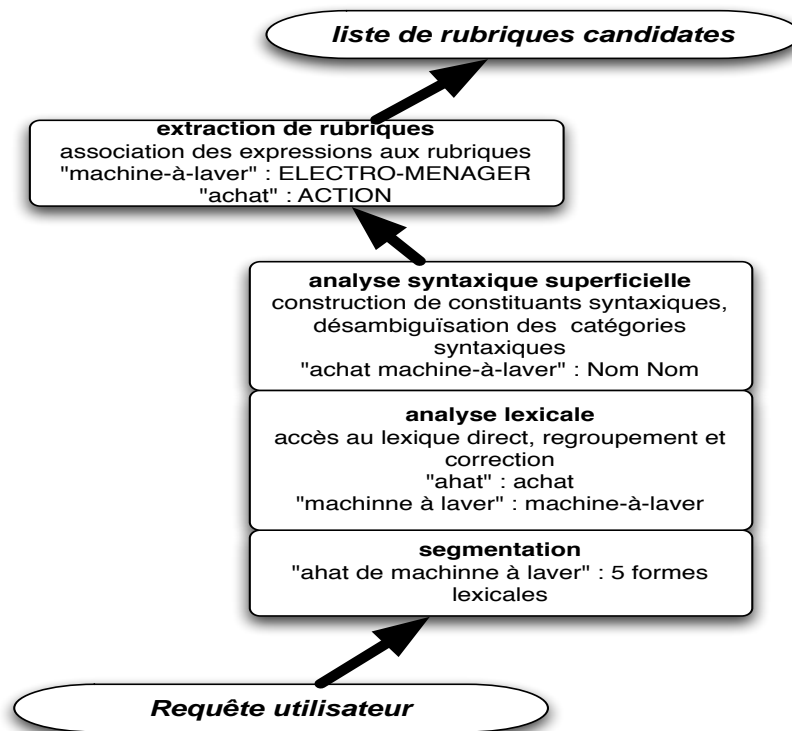 liste de rubriques candidates
extraction de rubriques
association des expressions aux rubriques
"machine-à-laver" : ELECTRO-MENAGER
"achat" : ACTION
analyse syntaxique superficielle
construction de constituants syntaxiques,
désambiguïsation des catégories
syntaxiques
"achat machine-à-laver" : Nom Nom
analyse lexicale
accès au lexique direct, regroupement et
correction
"ahat" : achat
"machinne à laver" : machine-à-laver
segmentation
"ahat de machinne à laver" : 5 formes
lexicales
Requête utilisateur